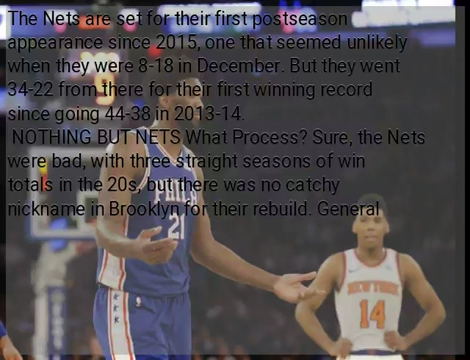 The Nets are set for their first postseason
appearance since 2015, one that seemed unlikely
when they were 8-18 in December. But they went
34-22 from there for their first winning record
since going 44-38 in 2013-14.
NOTHING BUT NETS What Process? Sure, the Nets
were bad, with three straight seasons of win
totals in the 20s, but there was no catchy
nickname in Brooklyn for their rebuild. General
PHILA
21
NEW YORK
14